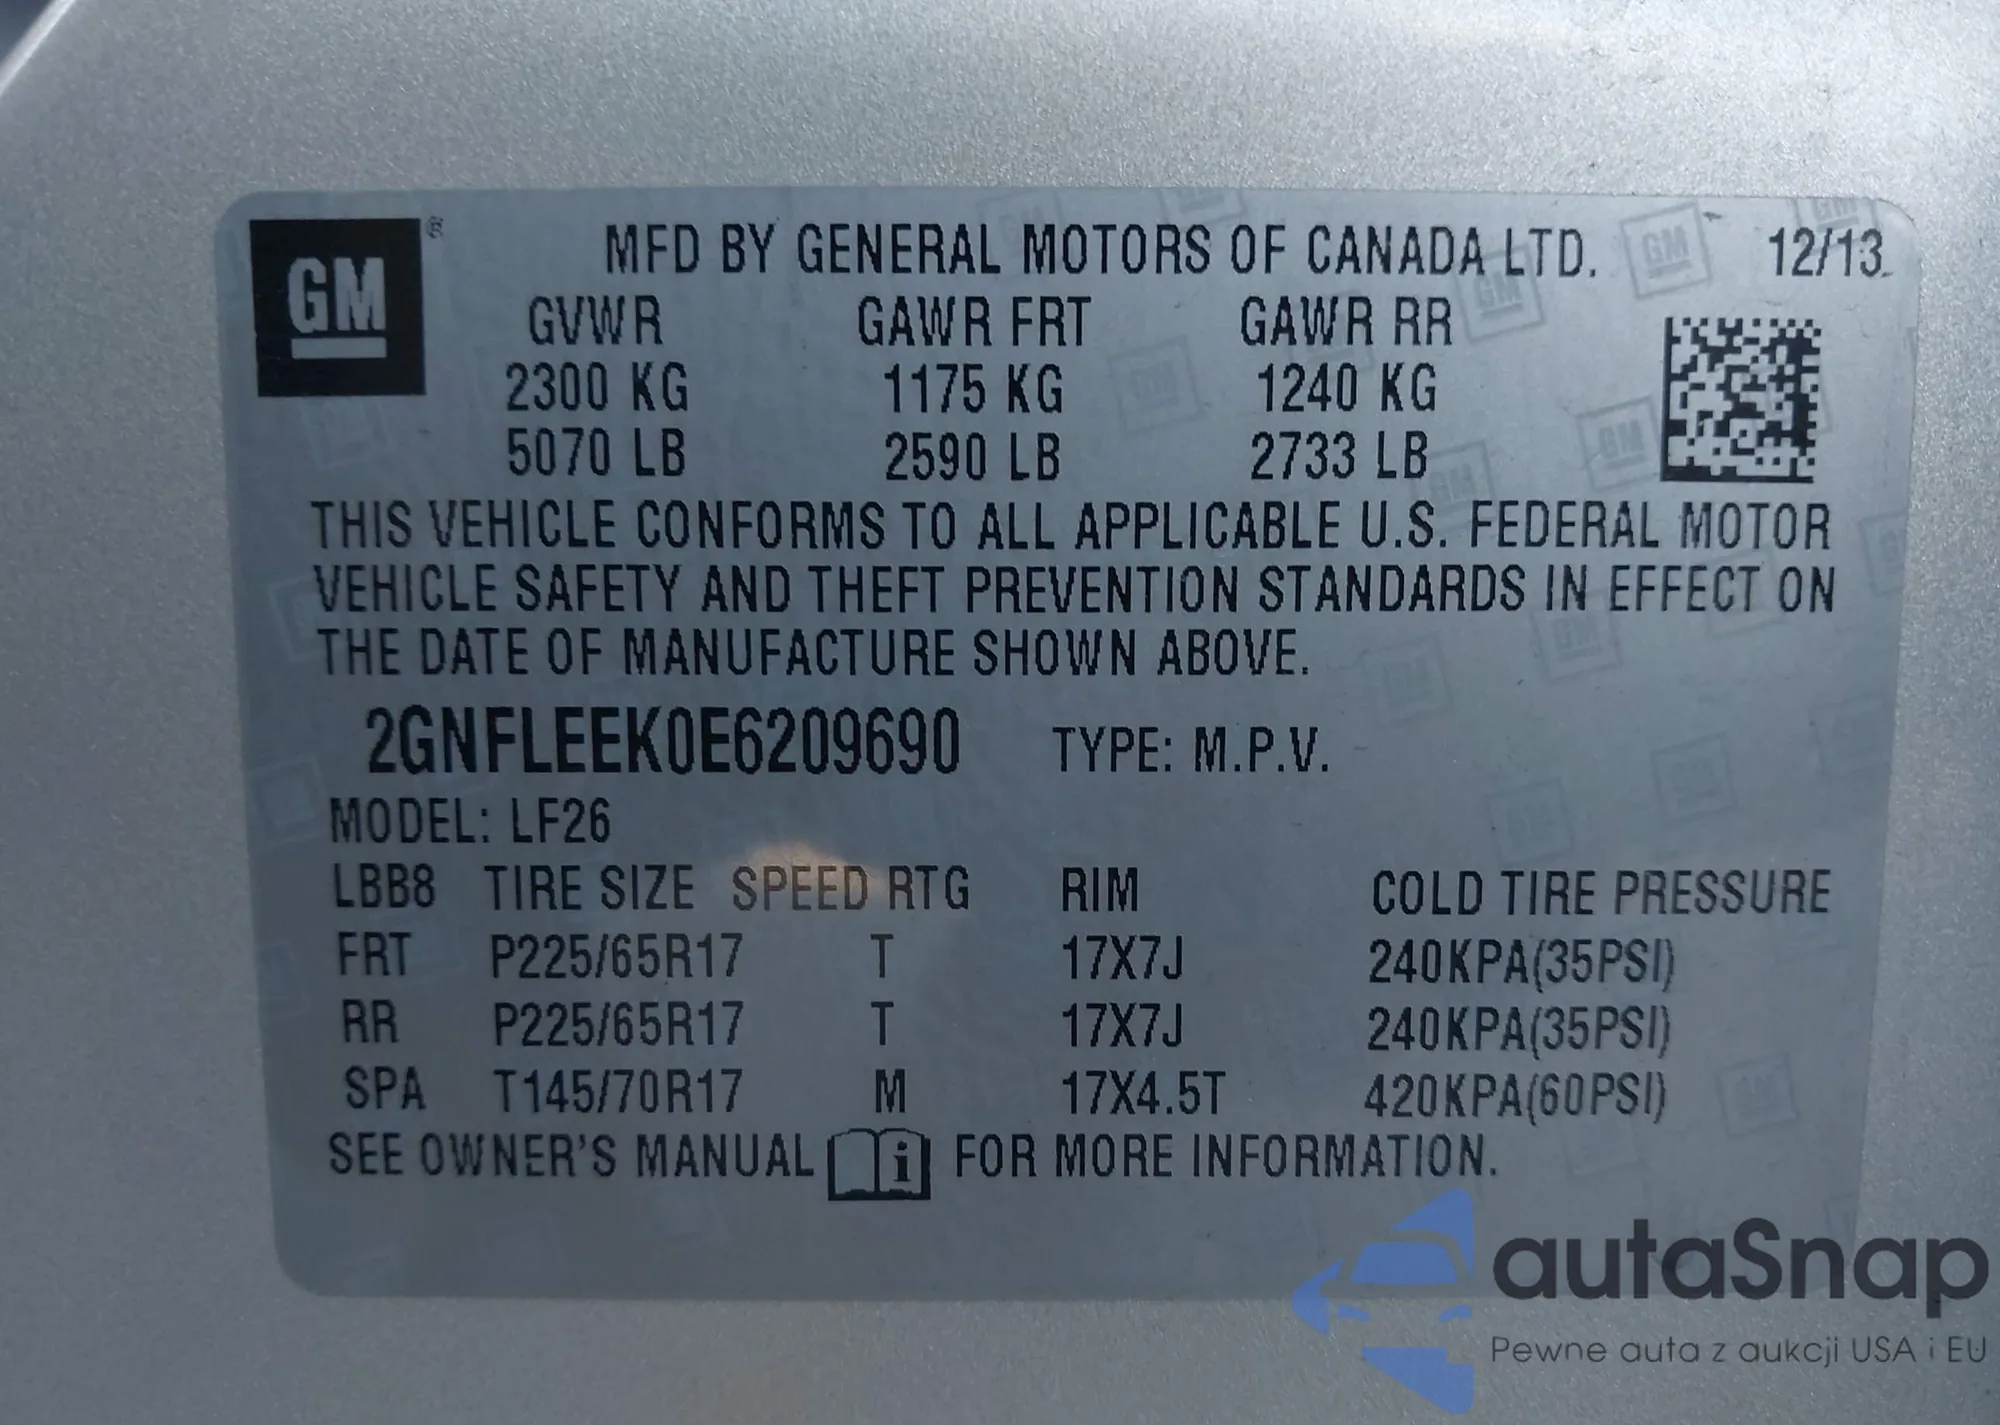 GM ® MFD BY GENERAL MOTORS OF CANADA LTD. 12/13
GVWR GAWR FRT GAWR RR
2300 KG 1175 KG 1240 KG
5070 LB 2590 LB 2733 LB
THIS VEHICLE CONFORMS TO ALL APPLICABLE U.S. FEDERAL MOTOR
VEHICLE SAFETY AND THEFT PREVENTION STANDARDS IN EFFECT ON
THE DATE OF MANUFACTURE SHOWN ABOVE.
2GNFLEEK0E6209690 TYPE: M.P.V.
MODEL: LF26
LBB8 TIRE SIZE SPEED RTG RIM COLD TIRE PRESSURE
FRT P225/65R17 T 17X7J 240KPA(35PSI)
RR P225/65R17 T 17X7J 240KPA(35PSI)
SPA T145/70R17 M 17X4.5T 420KPA(60PSI)
SEE OWNER'S MANUAL i FOR MORE INFORMATION.
autaSnap
Pewne auta z aukcji USA i EU